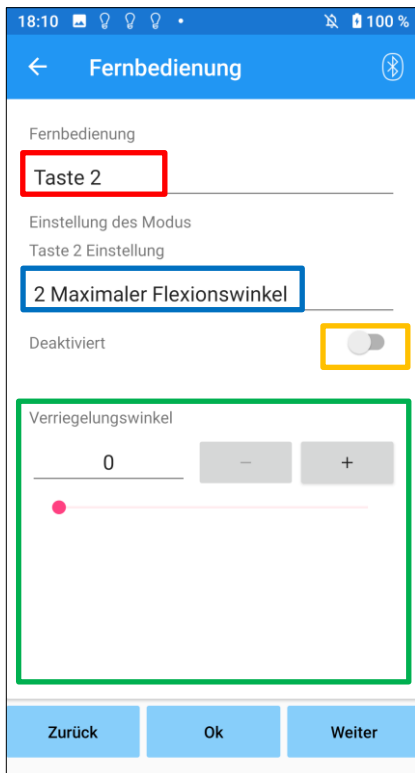 18:10 100 %
Fernbedienung
Fernbedienung
Taste 2
Einstellung des Modus
Taste 2 Einstellung
2 Maximaler Flexionswinkel
Deaktiviert
Verriegelungswinkel
0 − +
Zurück Ok Weiter